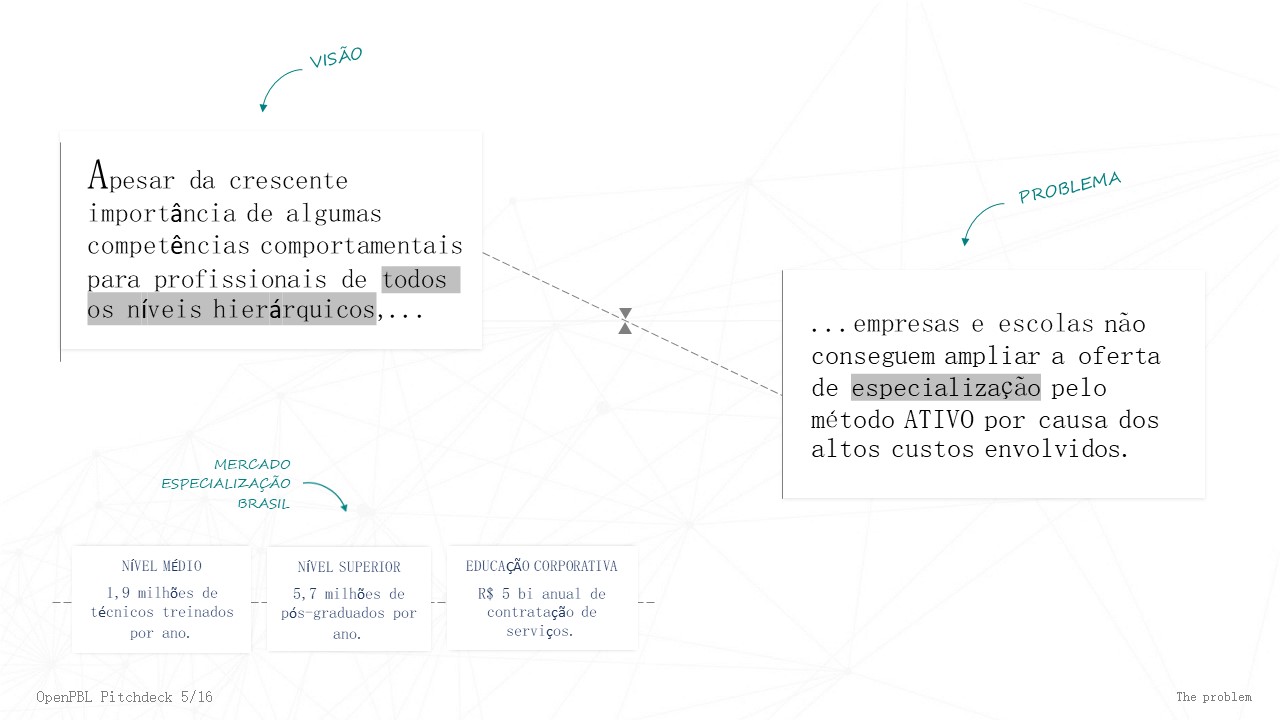 VISÃO
Apesar da crescente
importância de algumas
competências comportamentais
para profissionais de todos
os níveis hierárquicos,...
PROBLEMA
...empresas e escolas não
conseguem ampliar a oferta
de especialização pelo
método ATIVO por causa dos
altos custos envolvidos.
MERCADO
ESPECIALIZAÇÃO
BRASIL
NÍVEL MÉDIO
1,9 milhões de
técnicos treinados
por ano.
NÍVEL SUPERIOR
5,7 milhões de
pós-graduados por
ano.
EDUCAÇÃO CORPORATIVA
R$ 5 bi anual de
contratação de
serviços.
OpenPBL Pitchdeck 5/16
The problem